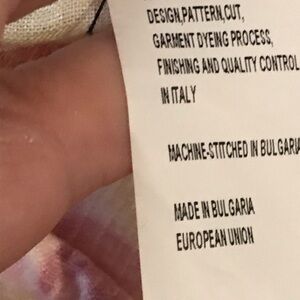 DESIGN,PATTERN,CUT,
GARMENT DYEING PROCESS,
FINISHING AND QUALITY CONTROL
IN ITALY
MACHINE-STITCHED IN BULGARIA
MADE IN BULGARIA
EUROPEAN UNION